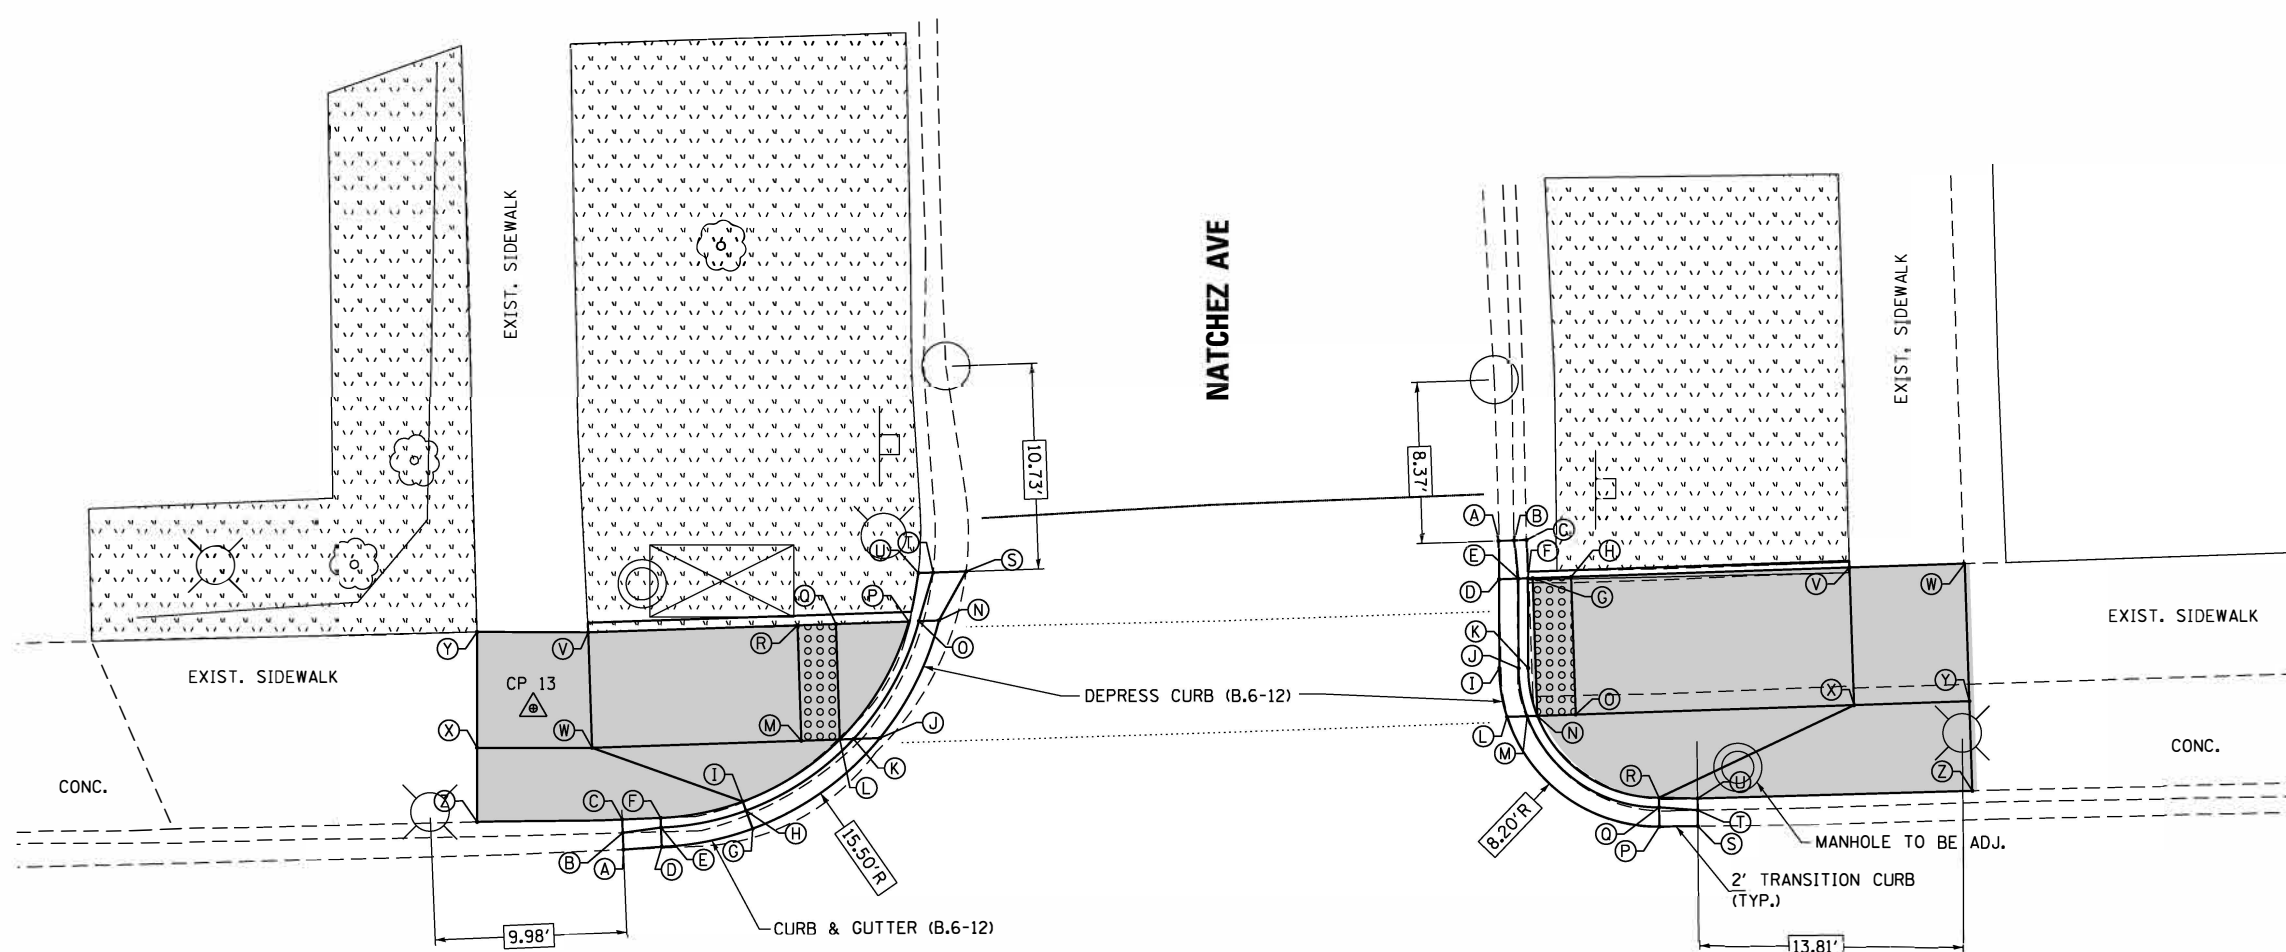 EXIST. SIDEWALK
NATCHEZ AVE
EXIST. SIDEWALK
10.73'
8.37'
A
B
C
T
U
S
E
F
H
D
G
V
W
Q
P
N
R
O
Y
V
EXIST. SIDEWALK
EXIST. SIDEWALK
CP 13
DEPRESS CURB (B.6-12)
K
J
I
X
Y
O
X
W
M
J
L
N
M
K
CONC.
CONC.
I
L
R
U
Z
Z
C
F
H
15.50'R
8.20'R
Q
T
B
A
D
E
G
P
S
MANHOLE TO BE ADJ.
2' TRANSITION CURB
(TYP.)
CURB & GUTTER (B.6-12)
9.98'
13.81'